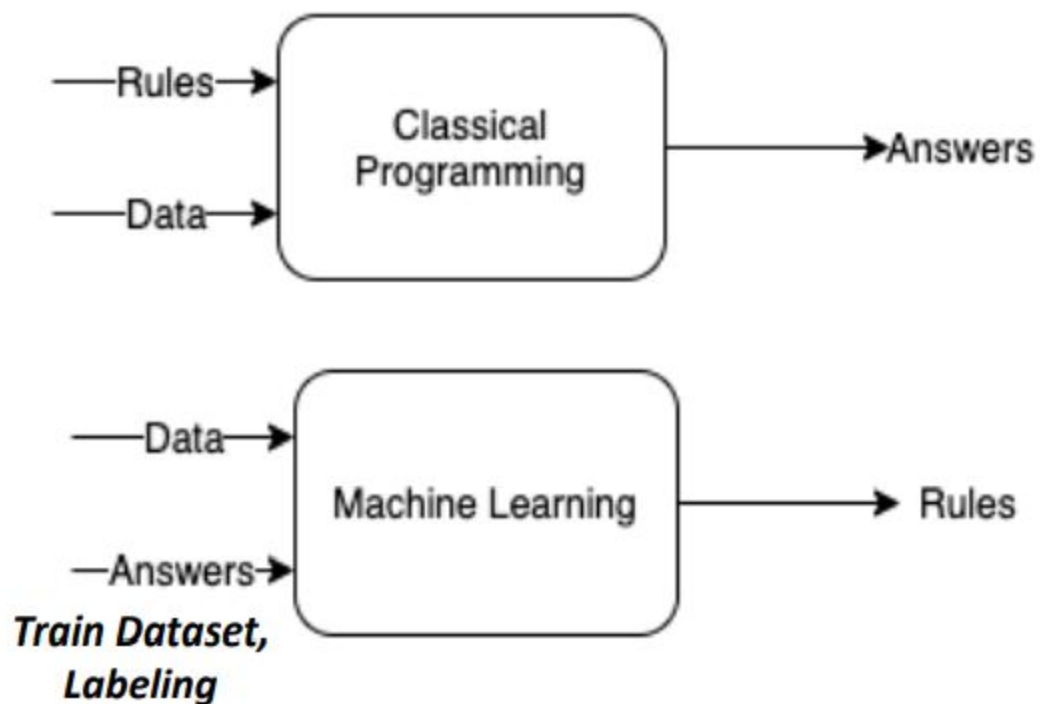 Rules
Classical
Programming
Answers
Data
Data
Machine Learning
Rules
Answers
Train Dataset,
Labeling